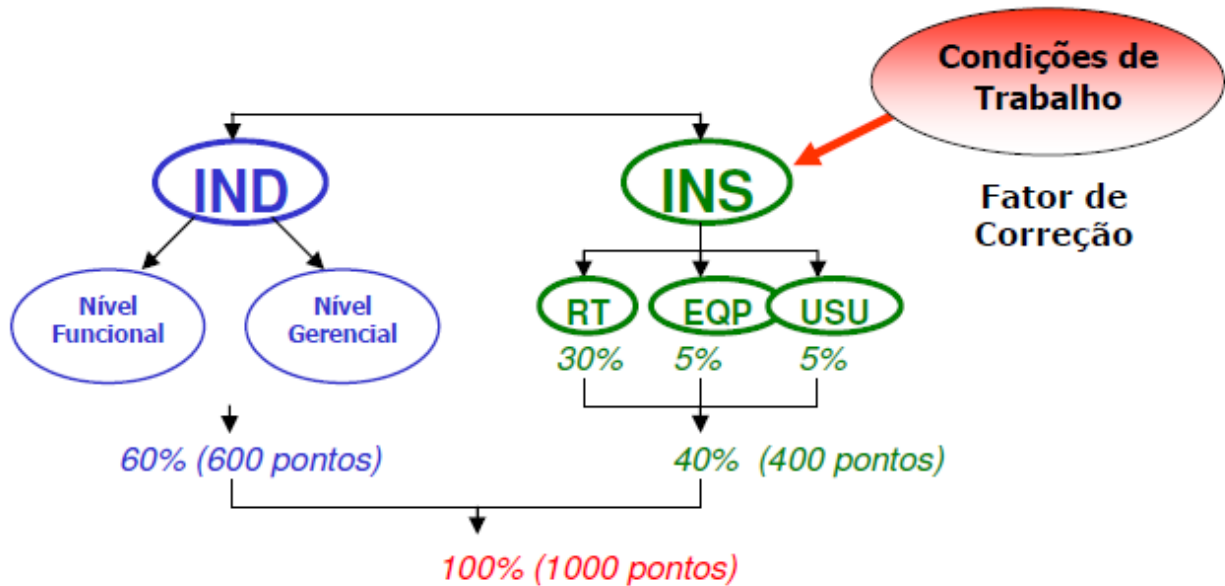 Condições de
Trabalho
IND
INS
Fator de
Correção
Nível
Funcional
Nível
Gerencial
RT
EQP
USU
30%
5%
5%
60% (600 pontos)
40% (400 pontos)
100% (1000 pontos)